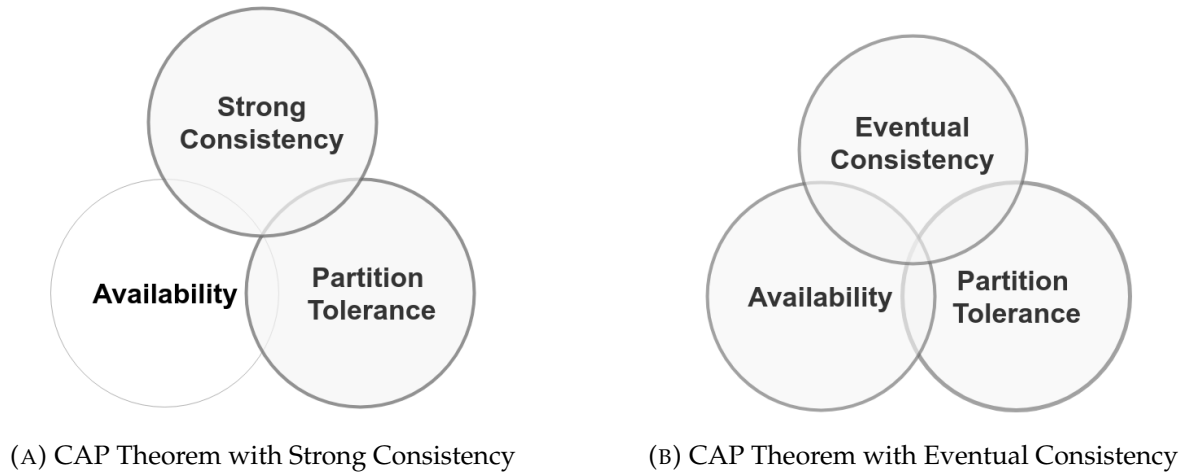 Strong
Consistency
Availability
Partition
Tolerance
(A) CAP Theorem with Strong Consistency
Eventual
Consistency
Availability
Partition
Tolerance
(B) CAP Theorem with Eventual Consistency